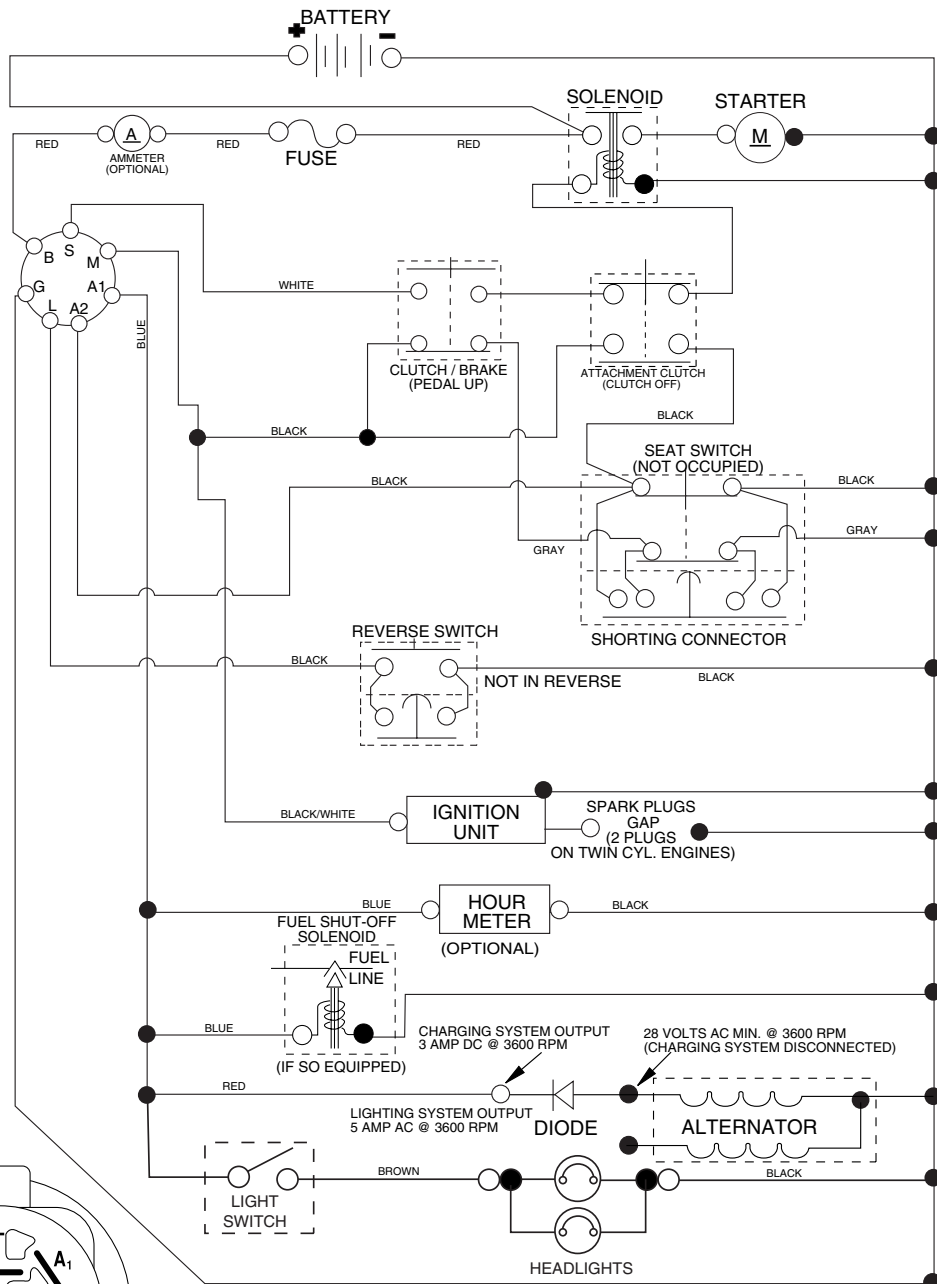 BATTERY
SOLENOID
STARTER
A
M
RED
AMMETER
(OPTIONAL)
RED
FUSE
RED
B
S
M
G
A1
L
A2
WHITE
BLUE
CLUTCH / BRAKE
(PEDAL UP)
ATTACHMENT CLUTCH
(CLUTCH OFF)
BLACK
BLACK
SEAT SWITCH
(NOT OCCUPIED)
BLACK
BLACK
GRAY
GRAY
SHORTING CONNECTOR
REVERSE SWITCH
BLACK
NOT IN REVERSE
BLACK
BLACK/WHITE
IGNITION
UNIT
SPARK PLUGS
GAP
(2 PLUGS
ON TWIN CYL. ENGINES)
BLUE
HOUR
METER
BLACK
(OPTIONAL)
FUEL SHUT-OFF
SOLENOID
FUEL
LINE
BLUE
(IF SO EQUIPPED)
CHARGING SYSTEM OUTPUT
3 AMP DC @ 3600 RPM
28 VOLTS AC MIN. @ 3600 RPM
(CHARGING SYSTEM DISCONNECTED)
RED
LIGHTING SYSTEM OUTPUT
5 AMP AC @ 3600 RPM
DIODE
ALTERNATOR
BROWN
BLACK
LIGHT
SWITCH
HEADLIGHTS
A₁